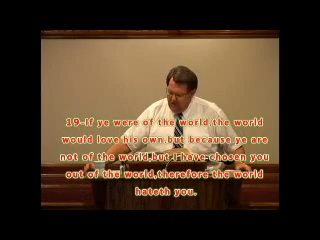 19-If ye were of the world,the world
would love his own,but because ye are
not of the world,but I have chosen you
out of the world,therefore the world
hateth you.